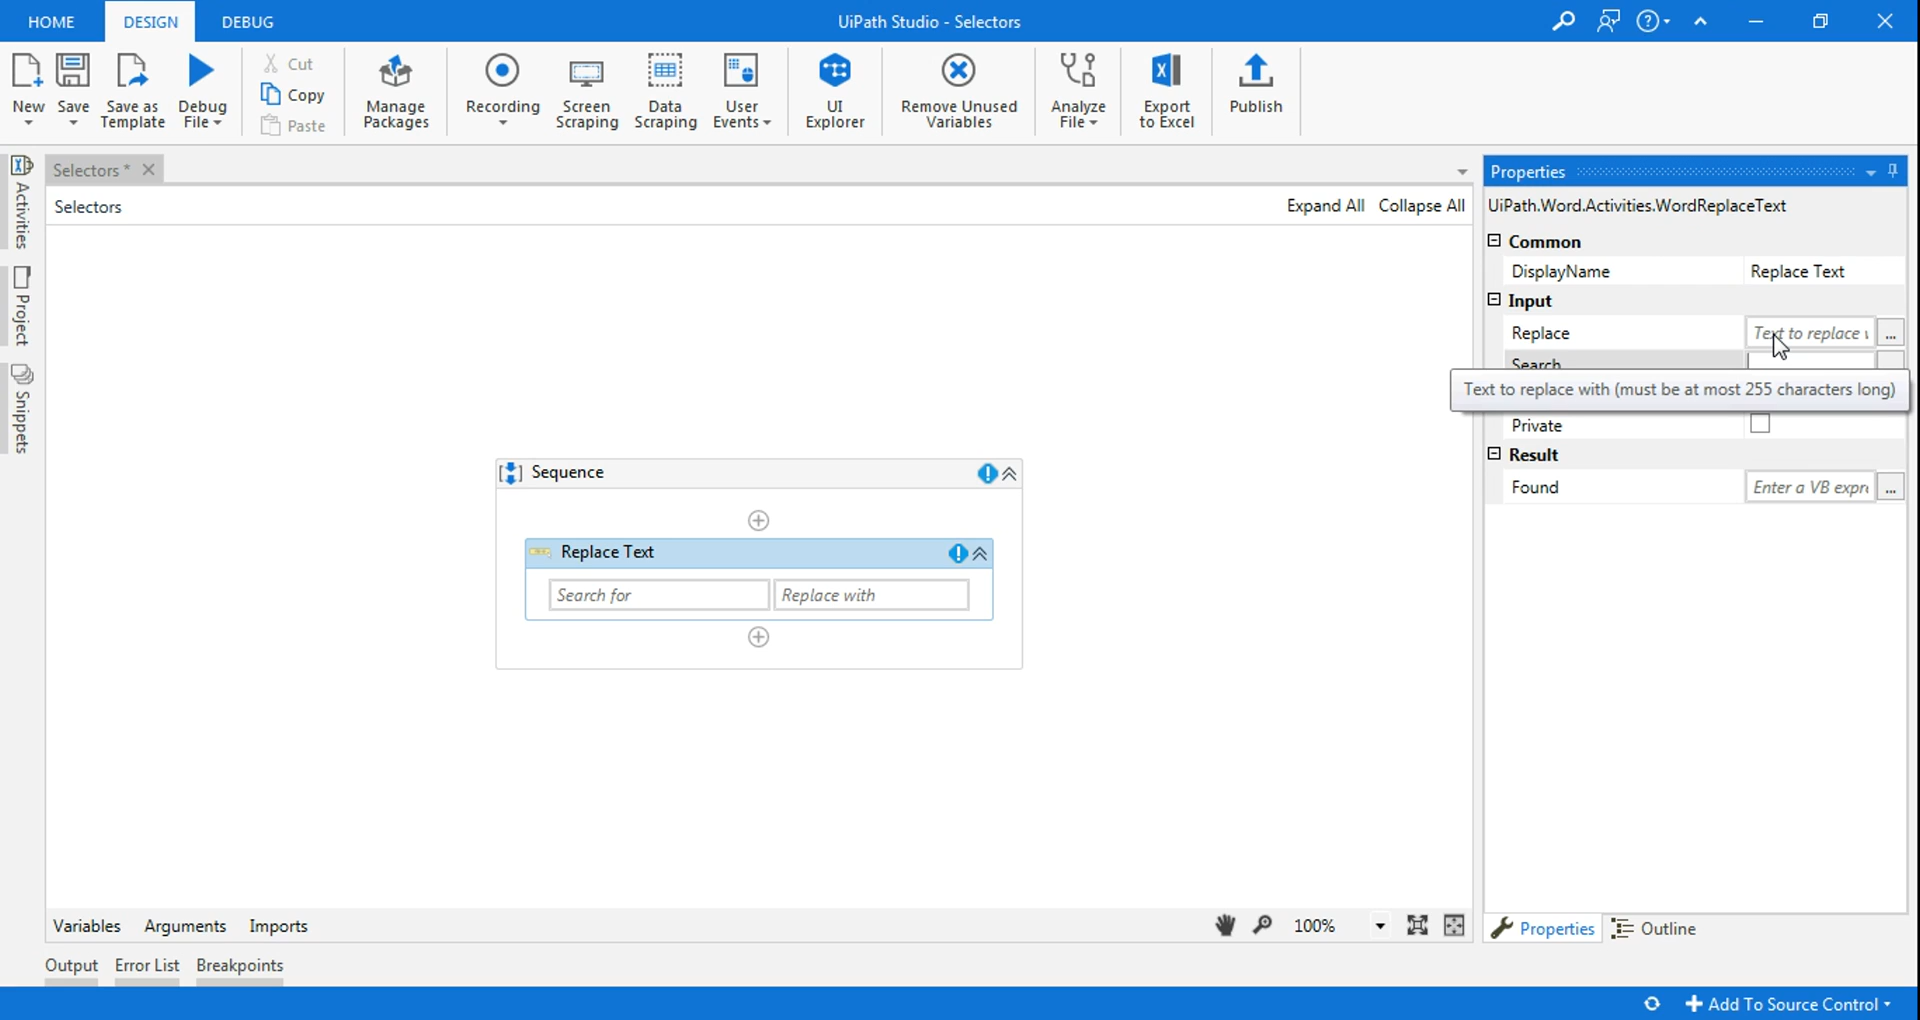 HOME DESIGN DEBUG UiPath Studio - Selectors
New Save Save as Template Debug File Cut Copy Paste Manage Packages Recording Screen Scraping Data Scraping User Events UI Explorer Remove Unused Variables Analyze File Export to Excel Publish
Activities
Project
Snippets
Selectors *
Selectors Expand All Collapse All
Sequence
Replace Text
Search for Replace with
Properties
UiPath.Word.Activities.WordReplaceText
Common
DisplayName Replace Text
Input
Replace Text to replace
Search
Text to replace with (must be at most 255 characters long)
Private
Result
Found Enter a VB expr
Variables Arguments Imports 100%
Properties Outline
Output Error List Breakpoints
Add To Source Control